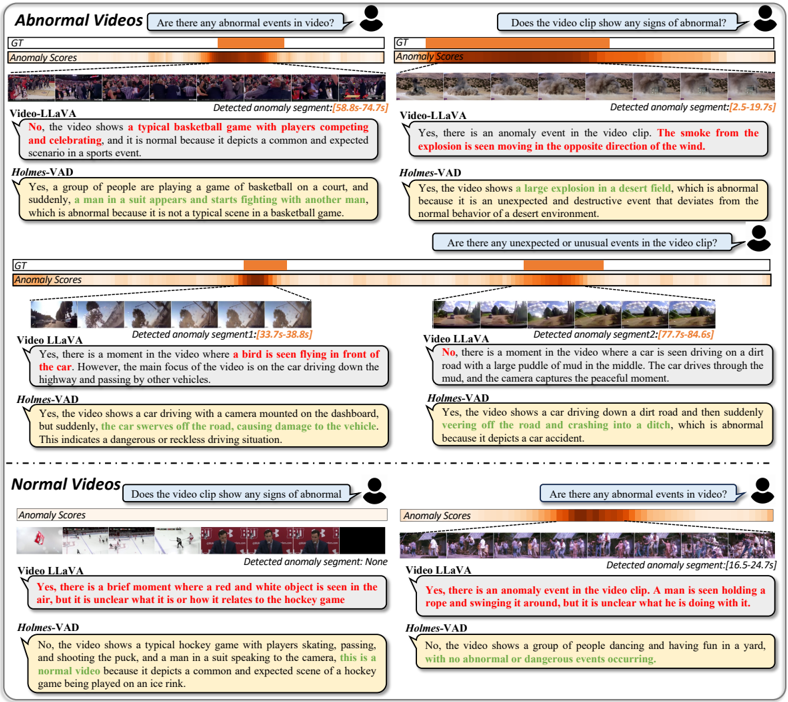 Abnormal Videos
Are there any abnormal events in video?
GT
Anomaly Scores
Detected anomaly segment:[58.8s-74.7s]
Video-LLaVA
No, the video shows a typical basketball game with players competing
and celebrating, and it is normal because it depicts a common and expected
scenario in a sports event.
Holmes-VAD
Yes, a group of people are playing a game of basketball on a court, and
suddenly, a man in a suit appears and starts fighting with another man,
which is abnormal because it is not a typical scene in a basketball game.
Does the video clip show any signs of abnormal?
GT
Anomaly Scores
Detected anomaly segment:[2.5-19.7s]
Video-LLaVA
Yes, there is an anomaly event in the video clip. The smoke from the
explosion is seen moving in the opposite direction of the wind.
Holmes-VAD
Yes, the video shows a large explosion in a desert field, which is abnormal
because it is an unexpected and destructive event that deviates from the
normal behavior of a desert environment.
Are there any unexpected or unusual events in the video clip?
GT
Anomaly Scores
Detected anomaly segment1:[33.7s-38.8s]
Video LLaVA
Yes, there is a moment in the video where a bird is seen flying in front of
the car. However, the main focus of the video is on the car driving down the
highway and passing by other vehicles.
Holmes-VAD
Yes, the video shows a car driving with a camera mounted on the dashboard,
but suddenly, the car swerves off the road, causing damage to the vehicle.
This indicates a dangerous or reckless driving situation.
Detected anomaly segment2:[77.7s-84.6s]
Video LLaVA
No, there is a moment in the video where a car is seen driving on a dirt
road with a large puddle of mud in the middle. The car drives through the
mud, and the camera captures the peaceful moment.
Holmes-VAD
Yes, the video shows a car driving down a dirt road and then suddenly
veering off the road and crashing into a ditch, which is abnormal
because it depicts a car accident.
Normal Videos
Does the video clip show any signs of abnormal
Anomaly Scores
Detected anomaly segment: None
Video LLaVA
Yes, there is a brief moment where a red and white object is seen in the
air, but it is unclear what it is or how it relates to the hockey game
Holmes-VAD
No, the video shows a typical hockey game with players skating, passing,
and shooting the puck, and a man in a suit speaking to the camera, this is a
normal video because it depicts a common and expected scene of a hockey
game being played on an ice rink.
Are there any abnormal events in video?
Anomaly Scores
Detected anomaly segment:[16.5-24.7s]
Video LLaVA
Yes, there is an anomaly event in the video clip. A man is seen holding a
rope and swinging it around, but it is unclear what he is doing with it.
Holmes-VAD
No, the video shows a group of people dancing and having fun in a yard,
with no abnormal or dangerous events occurring.